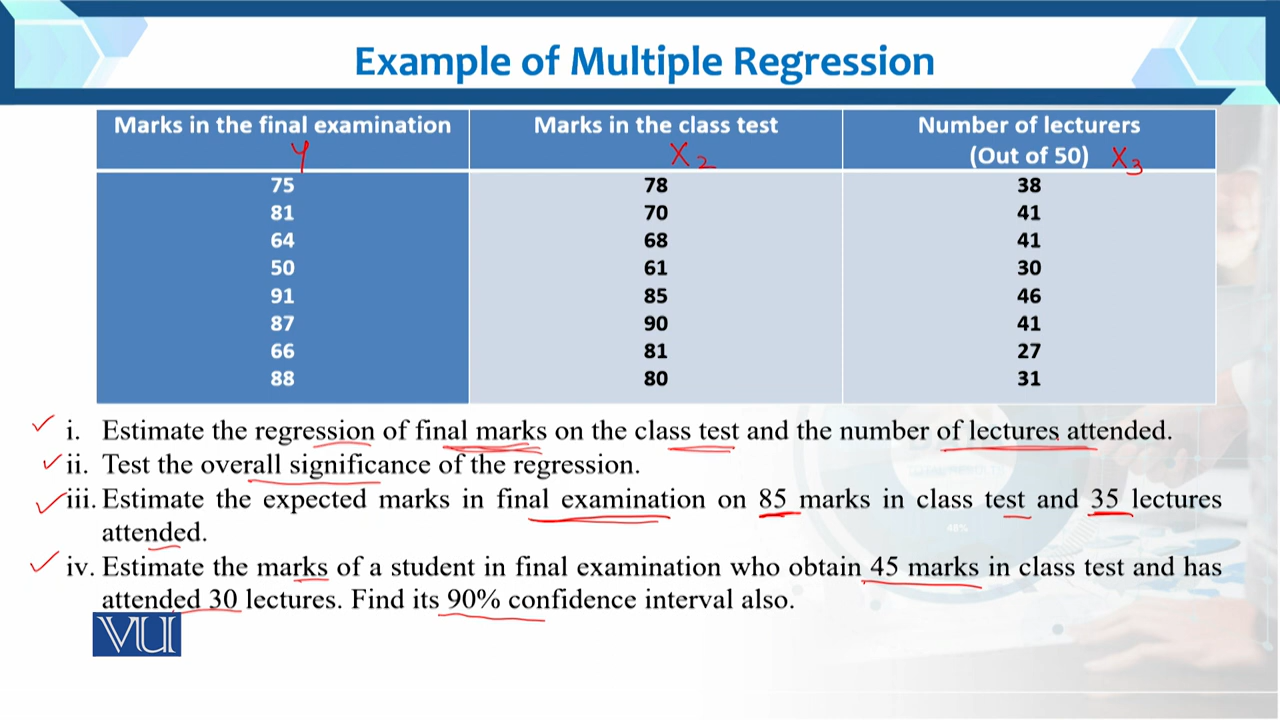 Example of Multiple Regression
Marks in the final examination Marks in the class test Number of lecturers
(Out of 50)
Y X2 X3
75 78 38
81 70 41
64 68 41
50 61 30
91 85 46
87 90 41
66 81 27
88 80 31
i. Estimate the regression of final marks on the class test and the number of lectures attended.
ii. Test the overall significance of the regression.
iii. Estimate the expected marks in final examination on 85 marks in class test and 35 lectures
attended.
iv. Estimate the marks of a student in final examination who obtain 45 marks in class test and has
attended 30 lectures. Find its 90% confidence interval also.
VU